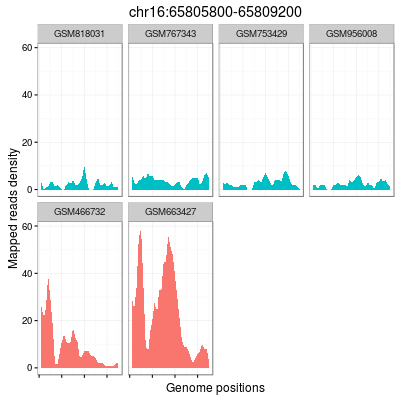 chr16:65805800-65809200
GSM818031 GSM767343 GSM753429 GSM956008
60
40
20
0
Mapped reads density
GSM466732 GSM663427
60
40
20
0
Genome positions